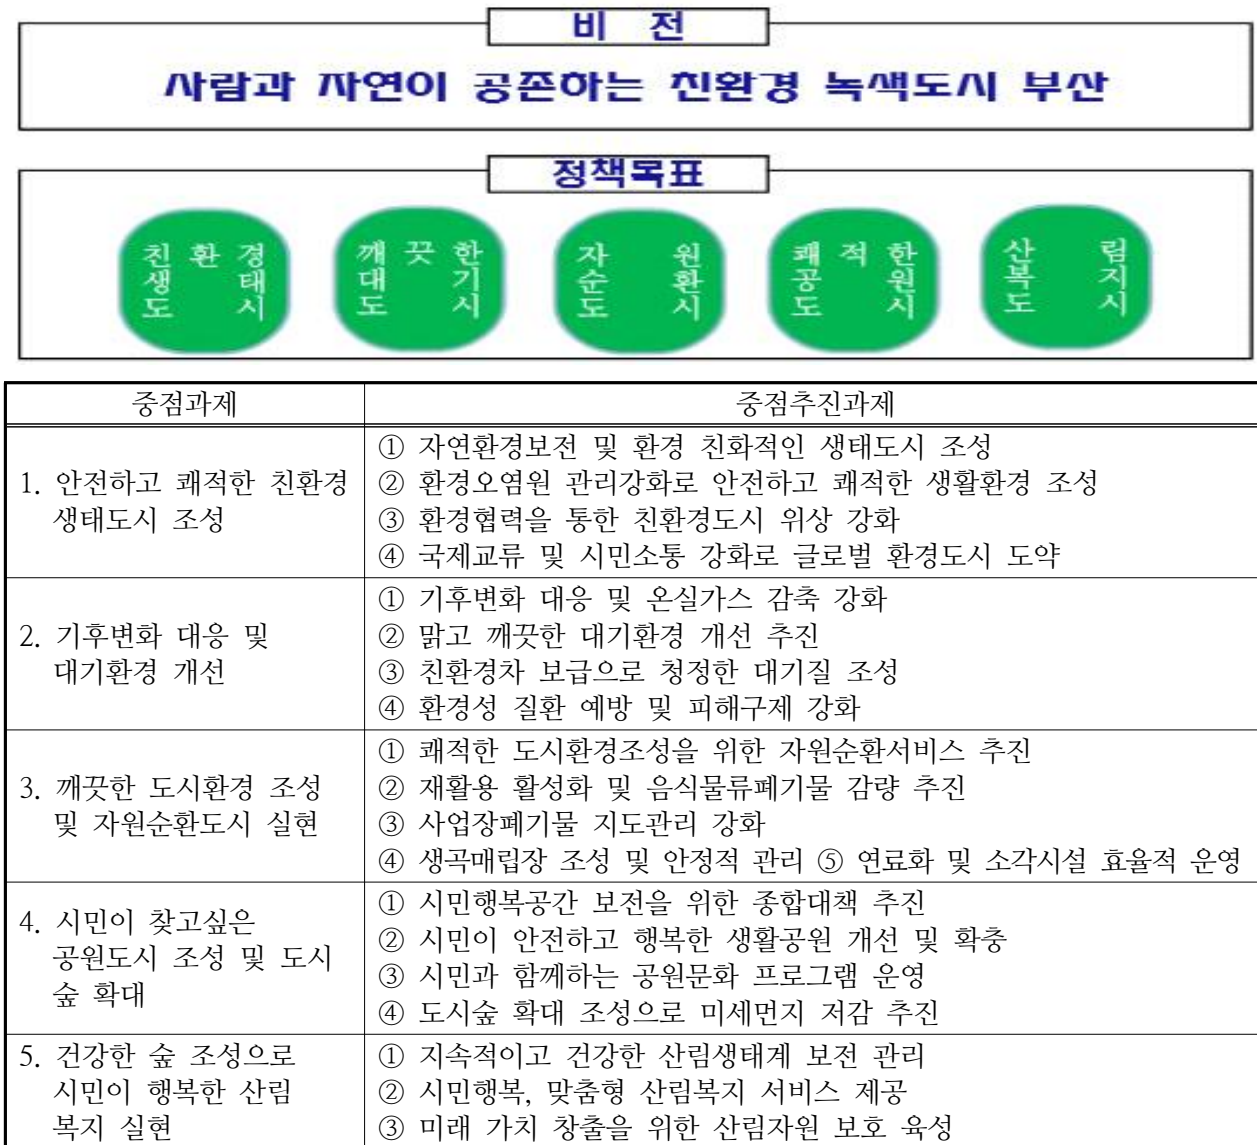 비 전
사람과 자연이 공존하는 친환경 녹색도시 부산
정책목표
친 환 경
생 태
도 시
깨 끗 한
대 기
도 시
자 원
순 환
도 시
쾌 적 한
공 원
도 시
산 림
복 지
도 시
중점과제
중점추진과제
1. 안전하고 쾌적한 친환경
생태도시 조성
① 자연환경보전 및 환경 친화적인 생태도시 조성
② 환경오염원 관리강화로 안전하고 쾌적한 생활환경 조성
③ 환경협력을 통한 친환경도시 위상 강화
④ 국제교류 및 시민소통 강화로 글로벌 환경도시 도약
2. 기후변화 대응 및
대기환경 개선
① 기후변화 대응 및 온실가스 감축 강화
② 맑고 깨끗한 대기환경 개선 추진
③ 친환경차 보급으로 청정한 대기질 조성
④ 환경성 질환 예방 및 피해구제 강화
3. 깨끗한 도시환경 조성
및 자원순환도시 실현
① 쾌적한 도시환경조성을 위한 자원순환서비스 추진
② 재활용 활성화 및 음식물류폐기물 감량 추진
③ 사업장폐기물 지도관리 강화
④ 생곡매립장 조성 및 안정적 관리 ⑤ 연료화 및 소각시설 효율적 운영
4. 시민이 찾고싶은
공원도시 조성 및 도시
숲 확대
① 시민행복공간 보전을 위한 종합대책 추진
② 시민이 안전하고 행복한 생활공원 개선 및 확충
③ 시민과 함께하는 공원문화 프로그램 운영
④ 도시숲 확대 조성으로 미세먼지 저감 추진
5. 건강한 숲 조성으로
시민이 행복한 산림
복지 실현
① 지속적이고 건강한 산림생태계 보전 관리
② 시민행복, 맞춤형 산림복지 서비스 제공
③ 미래 가치 창출을 위한 산림자원 보호 육성